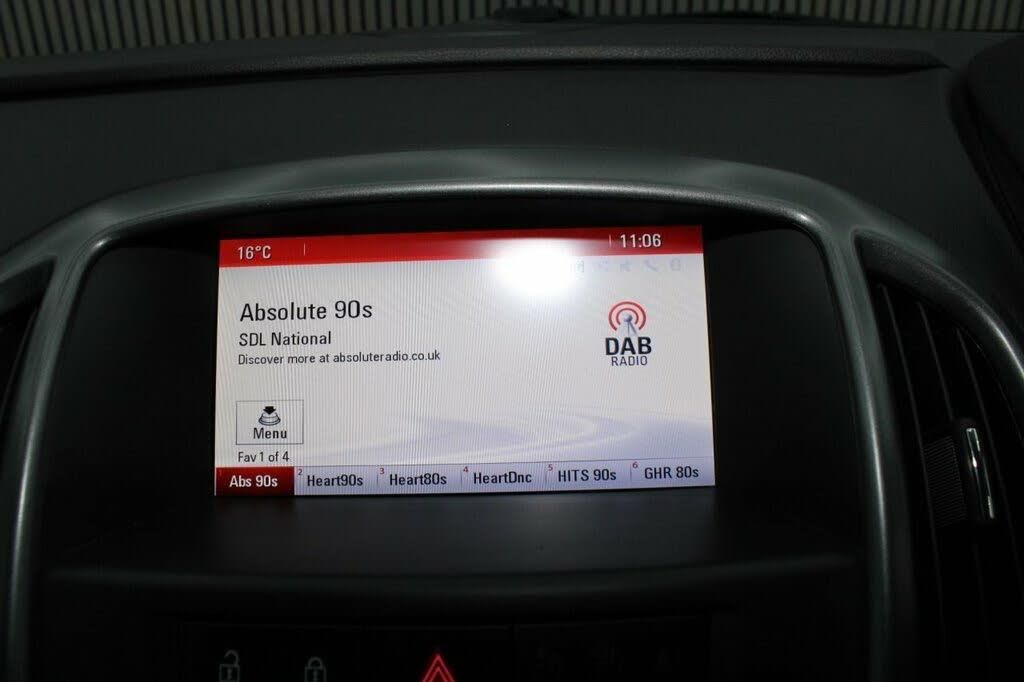 16°C
11:06
Absolute 90s
SDL National
Discover more at absoluteradio.co.uk
DAB
RADIO
Menu
Fav 1 of 4
1 Abs 90s 2 Heart90s 3 Heart80s 4 HeartDnc 5 HITS 90s 6 GHR 80s